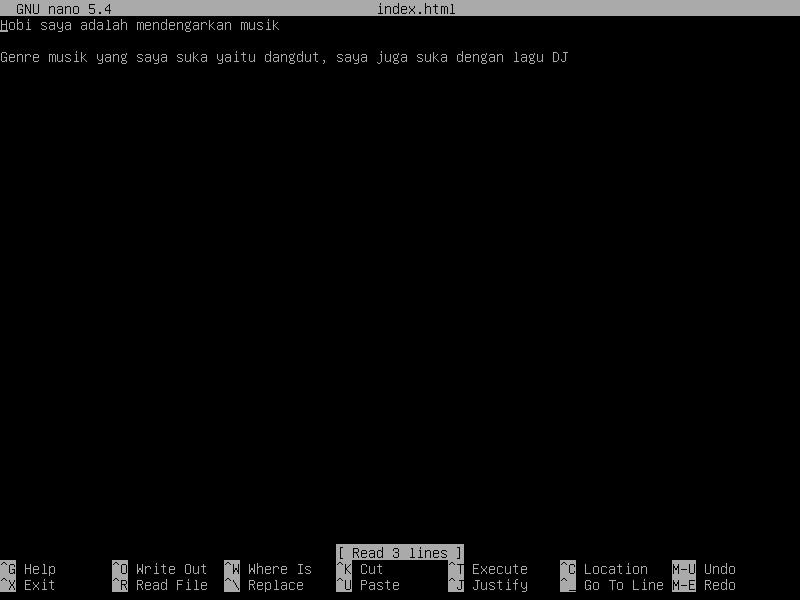 GNU nano 5.4 index.html
Hobi saya adalah mendengarkan musik
Genre musik yang saya suka yaitu dangdut, saya juga suka dengan lagu DJ
[ Read 3 lines ]
^G Help ^O Write Out ^W Where Is ^K Cut ^T Execute ^C Location M-U Undo
^X Exit ^R Read File ^\ Replace ^U Paste ^J Justify ^_ Go To Line M-E Redo